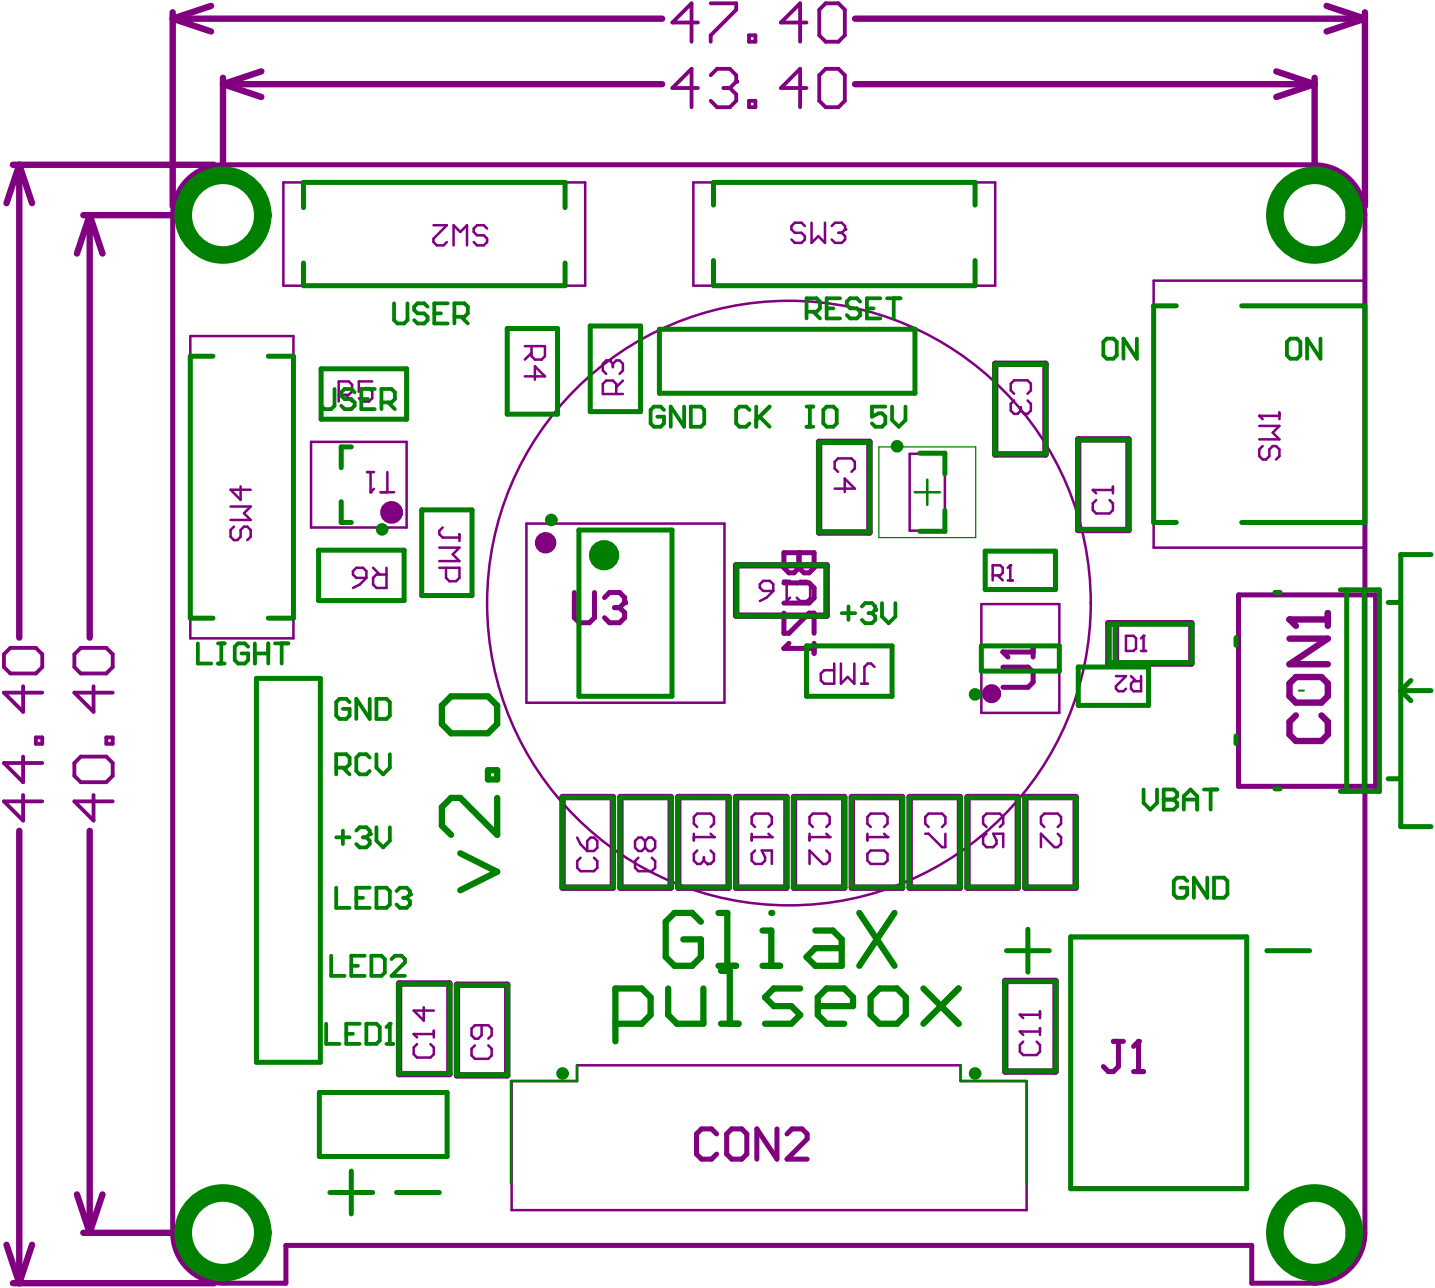 47.40
43.40
SW2
SW3
USER
RESET
ON
ON
R4
R3
R5
USER
C3
GND CK IO 5V
SW1
C4
T1
C1
SW4
JMP
R6
R1
U3
+3V
D1
JMP
R2
CON1
LIGHT
44.40
40.40
GND
RCV
v2.0
VBAT
+3V
C9
C8
C13
C15
C12
C10
C7
C5
C2
LED3
GND
GliaX
+
-
LED2
pulseox
LED1
C14
C9
C11
J1
CON2
+ -